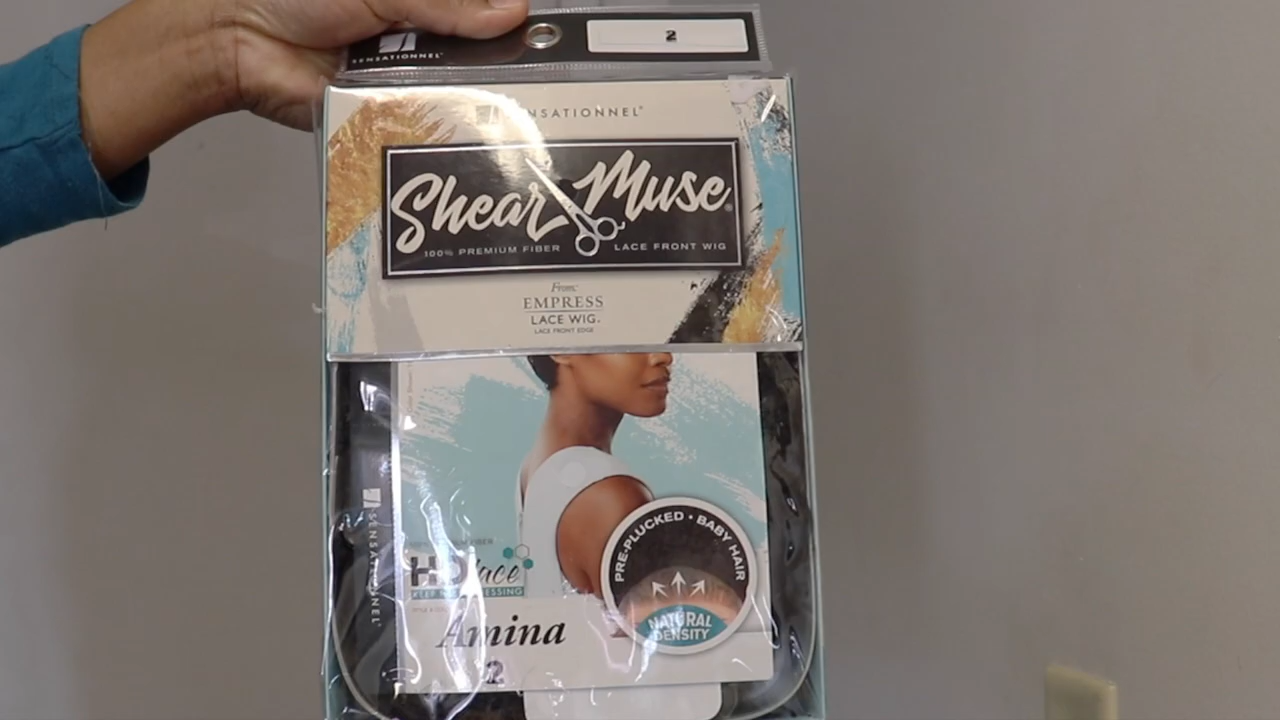 SENSATIONNEL
2
SENSATIONNEL®
Shear Muse®
100% PREMIUM FIBER
LACE FRONT WIG
From:
EMPRESS
LACE WIG.
LACE FRONT EDGE
SENSATIONNEL®
PRE-PLUCKED • BABY HAIR
NATURAL
DENSITY
HD lace
Amina
2